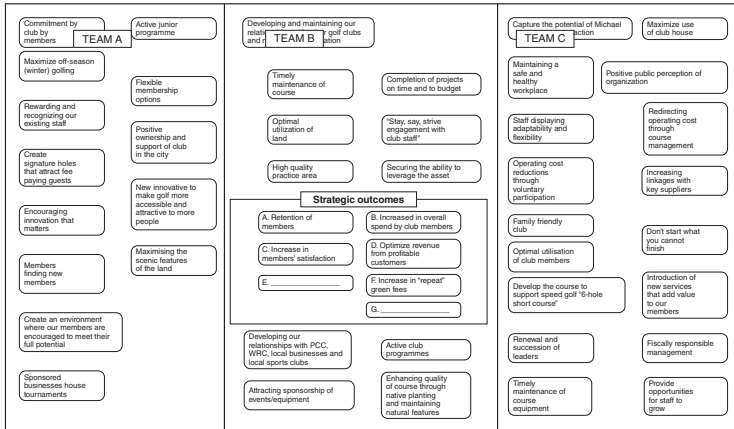 Commitment by
club by
members
Active junior
programme
TEAM A
Maximize off-season
(winter) golfing
Flexible
membership
options
Rewarding and
recognizing our
existing staff
Positive
ownership and
support of club
in the city
Create
signature holes
that attract fee
paying guests
New innovative to
make golf more
accessible and
attractive to more
people
Encouraging
innovation that
matters
Maximising the
scenic features
of the land
Members
finding new
members
Create an environment
where our members are
encouraged to meet their
full potential
Sponsored
businesses house
tournaments
Developing and maintaining our
golf clubs
and
TEAM B
Timely
maintenance of
course
Completion of projects
on time and to budget
Optimal
utilization of
land
"Stay, say, strive
engagement with
club staff"
High quality
practice area
Securing the ability to
leverage the asset
Strategic outcomes
A. Retention of
members
B. Increased in overall
spend by club members
C. Increase in
members' satisfaction
D. Optimize revenue
from profitable
customers
E. ________________
F. Increase in "repeat"
green fees
G. ________________
Developing our
relationships with PCC,
WRC, local businesses and
local sports clubs
Active club
programmes
Attracting sponsorship of
events/equipment
Enhancing quality
of course through
native planting
and maintaining
natural features
Capture the potential of Michael
TEAM C
Maximize use
of club house
Maintaining a
safe and
healthy
workplace
Positive public perception of
organization
Staff displaying
adaptability and
flexibility
Redirecting
operating cost
through
course
management
Operating cost
reductions
through
voluntary
participation
Increasing
linkages with
key suppliers
Family friendly
club
Don't start what
you cannot
finish
Optimal utilisation
of club members
Develop the course to
support speed golf "6-hole
short course"
Introduction of
new services
that add value
to our
members
Renewal and
succession of
leaders
Fiscally responsible
management
Timely
maintenance of
course
equipment
Provide
opportunities
for staff to
grow